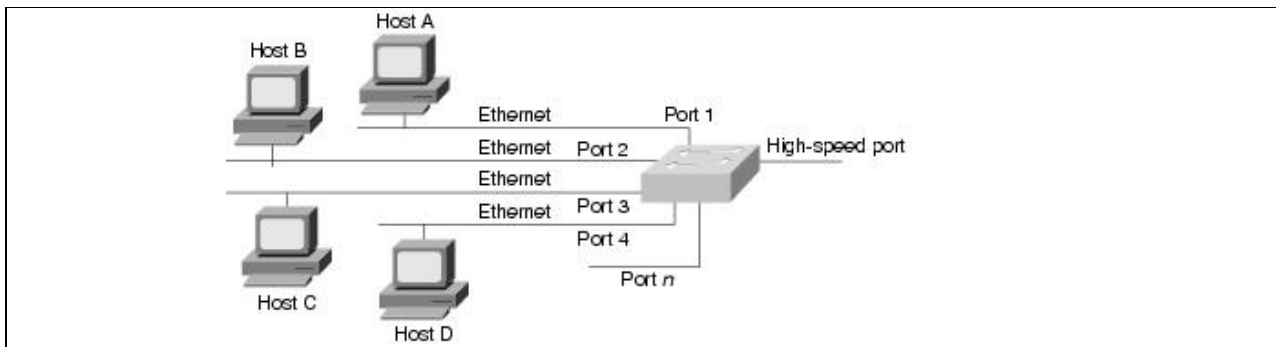 Host A
Host B
Ethernet
Port 1
Ethernet
Port 2
High-speed port
Ethernet
Port 3
Ethernet
Port 4
Port n
Host C
Host D